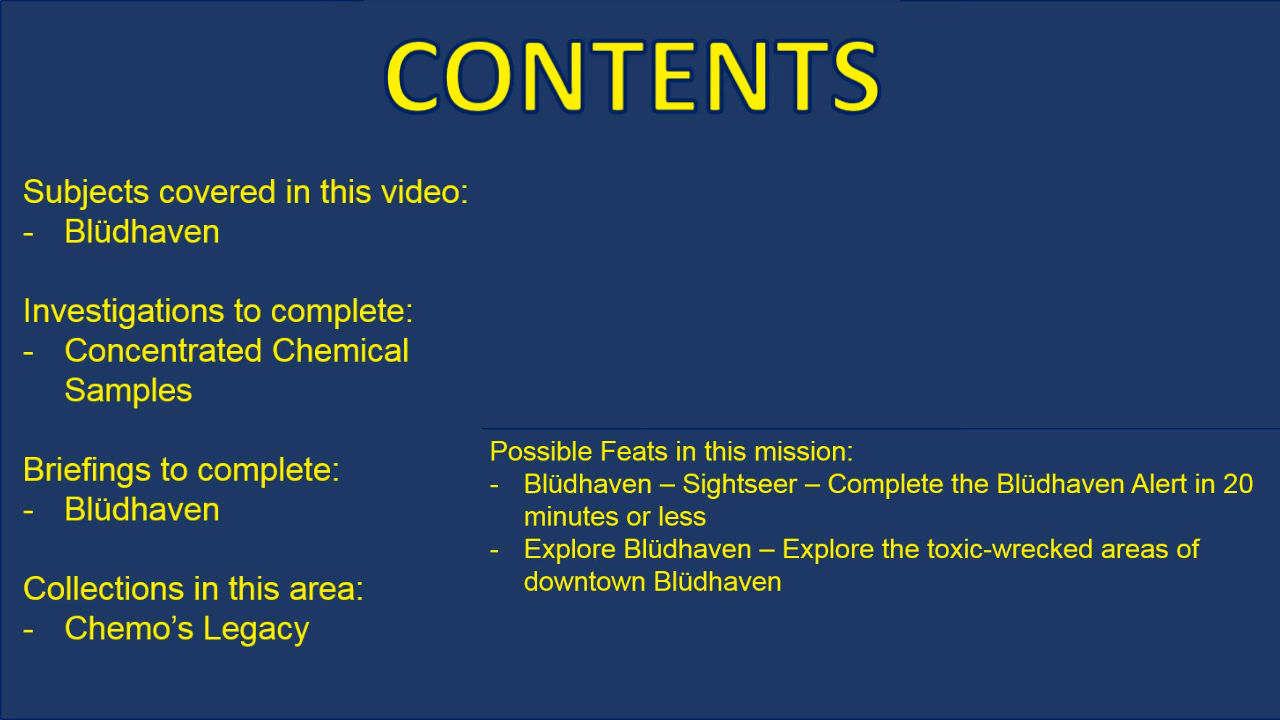 CONTENTS
Subjects covered in this video:
- Blüdhaven
Investigations to complete:
- Concentrated Chemical
Samples
Briefings to complete:
- Blüdhaven
Collections in this area:
- Chemo’s Legacy
Possible Feats in this mission:
- Blüdhaven – Sightseer – Complete the Blüdhaven Alert in 20
minutes or less
- Explore Blüdhaven – Explore the toxic-wrecked areas of
downtown Blüdhaven